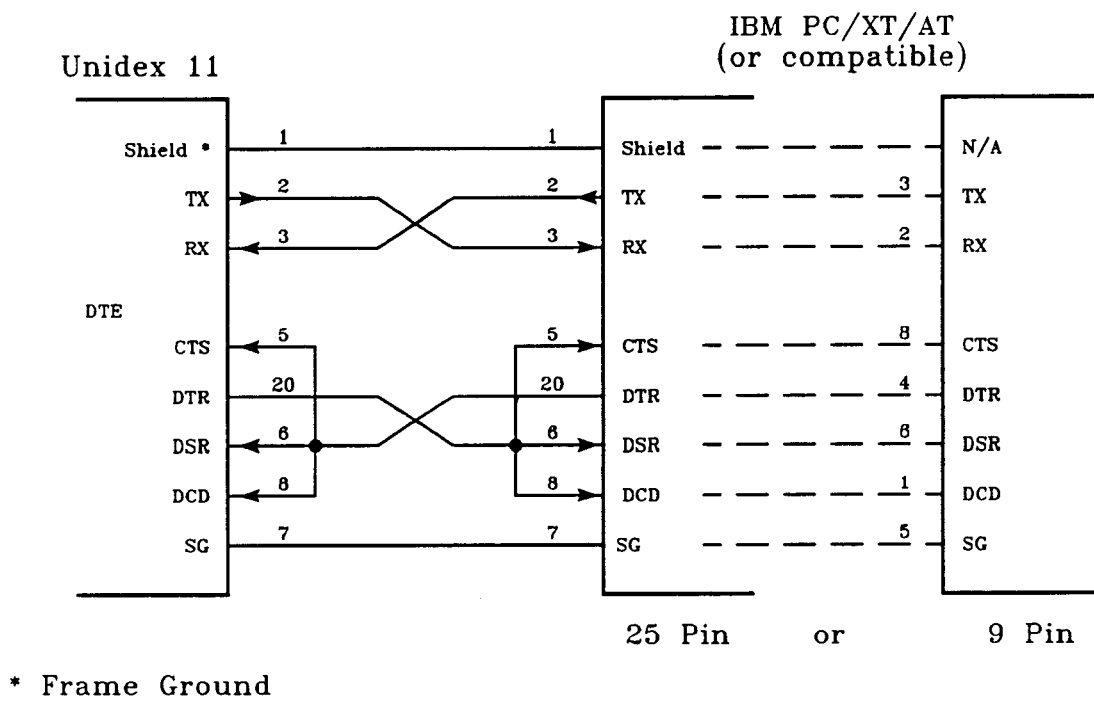 IBM PC/XT/AT
(or compatible)
Unidex 11
Shield * 1 1 Shield N/A
TX 2 2 TX 3 TX
RX 3 3 RX 2 RX
DTE
CTS 5 5 CTS 8 CTS
DTR 20 20 DTR 4 DTR
DSR 6 6 DSR 6 DSR
DCD 8 8 DCD 1 DCD
SG 7 7 SG 5 SG
25 Pin or 9 Pin
* Frame Ground